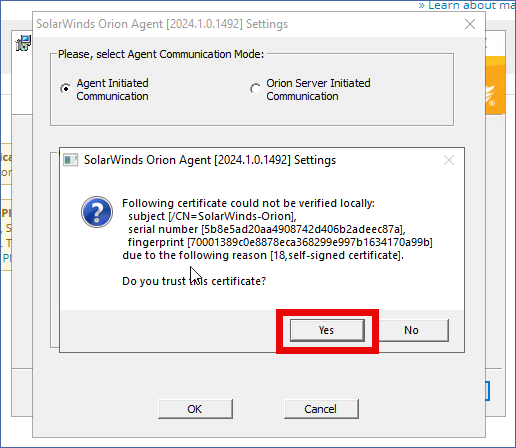 » Learn about ma
SolarWinds Orion Agent [2024.1.0.1492] Settings
Please, select Agent Communication Mode:
Agent Initiated
Communication
Orion Server Initiated
Communication
SolarWinds Orion Agent [2024.1.0.1492] Settings
Following certificate could not be verified locally:
subject [/CN=SolarWinds-Orion],
serial number [5b8e5ad20aa4908742d406b2adeec87a],
fingerprint [70001389c0e8878eca368299e997b1634170a99b]
due to the following reason [18,self-signed certificate].
Do you trust this certificate?
Yes
No
OK
Cancel